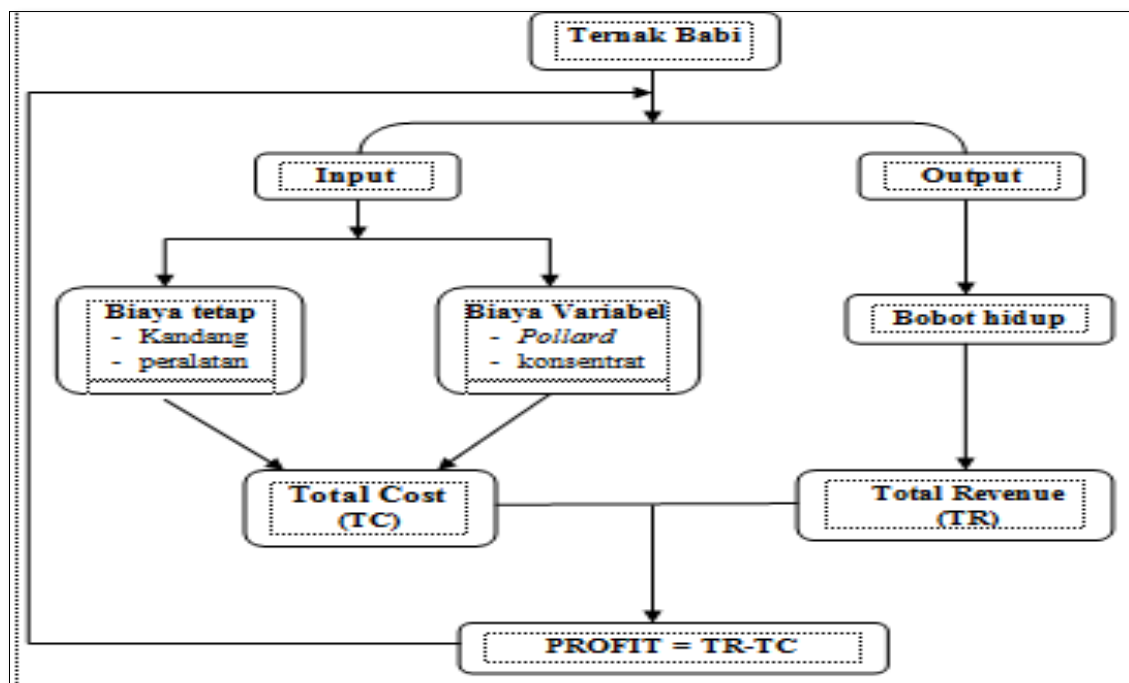 Ternak Babi
Input
Output
Biaya tetap
- Kandang
- peralatan
Biaya Variabel
- Pollard
- konsentrat
Bobot hidup
Total Cost
(TC)
Total Revenue
(TR)
PROFIT = TR-TC